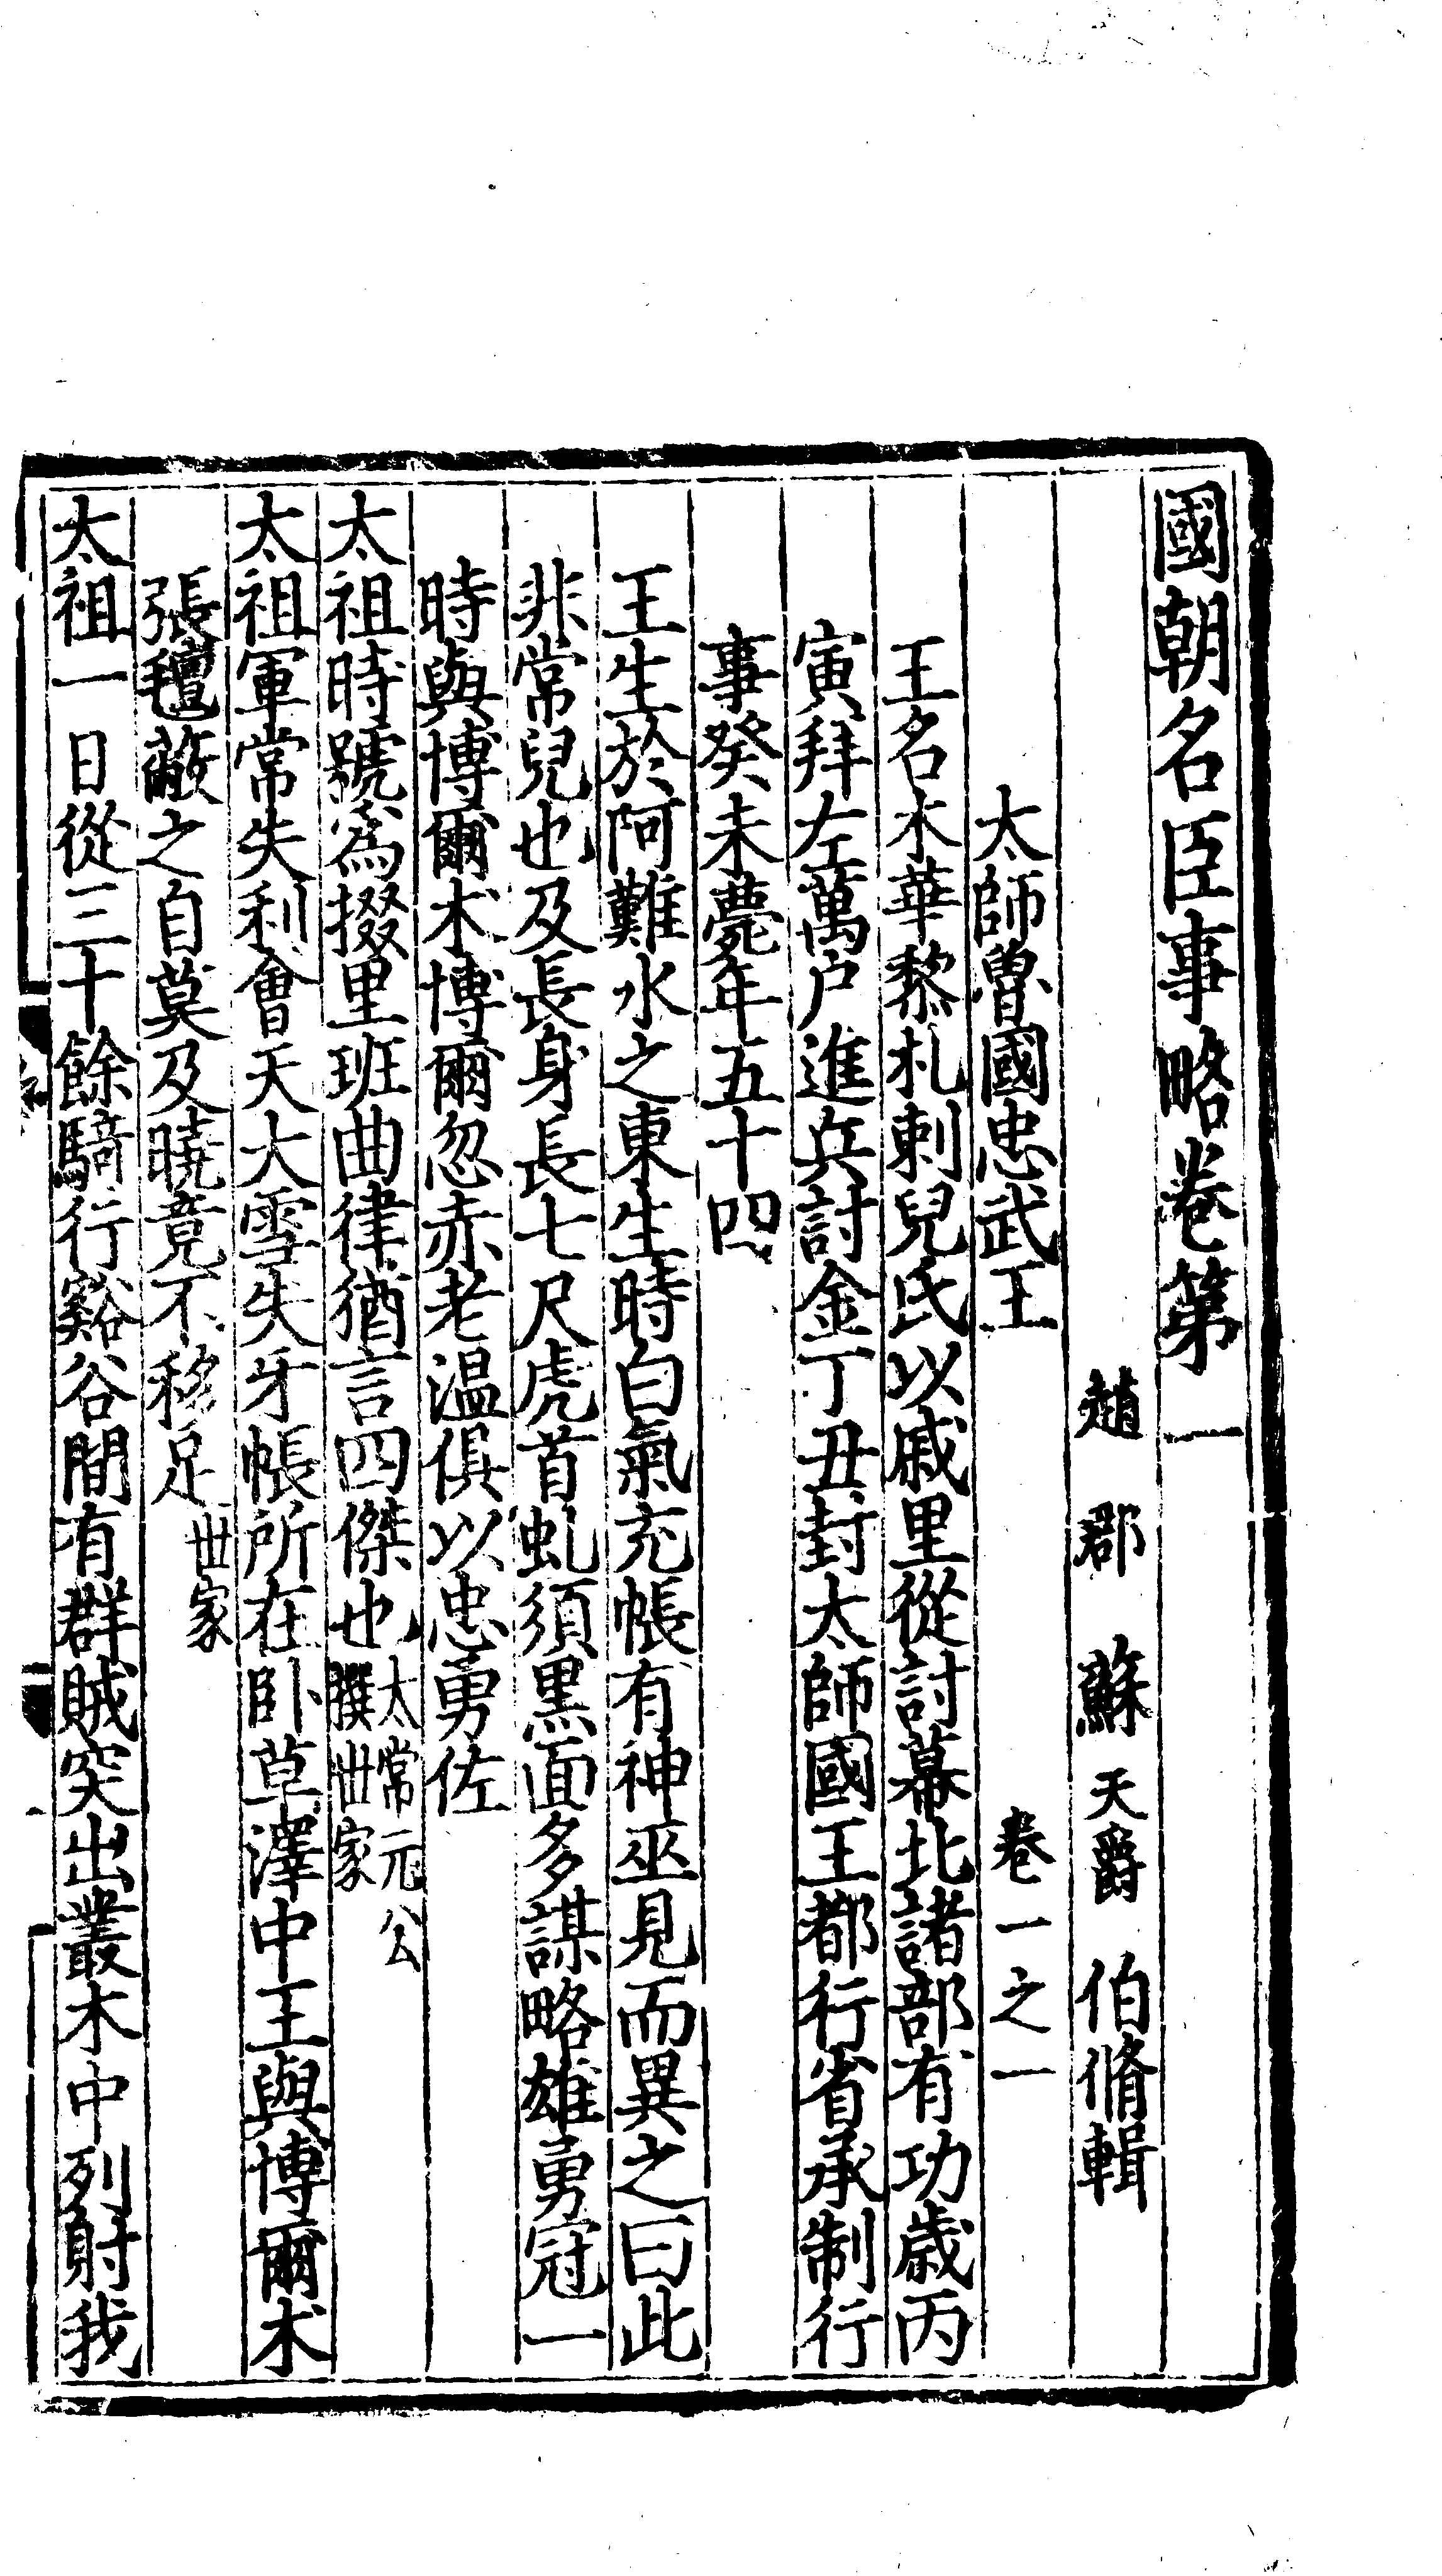 國朝名臣事略卷第一
趙郡蘇天爵伯脩輯
太師魯國忠武王 卷一之一
王名木華黎札剌兒氏以戚里從討幕北諸部有功歲丙
寅拜左萬户進兵討金丁丑封太師國王都行省承制行
事癸未薨年五十四
王生於阿難水之東生時白氣充帳有神巫見而異之曰此
非常兒也及長身長七尺虎首虬須黑面多謀略雄勇冠一
時與博爾朮博爾忽赤老溫俱以忠勇佐
太祖時號為掇里班曲律猶言四傑也太常元公撰世家
太祖軍常失利會天大雪失牙帳所在卧草澤中王與博爾朮
張氊蔽之自莫及曉竟不移足世家
太祖一日從三十餘騎行谿谷間有群賊突出叢木中列射我